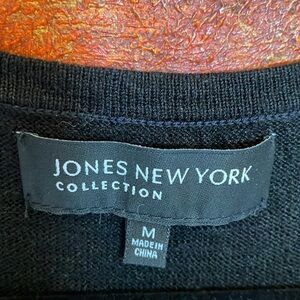 JONES NEW YORK
COLLECTION
M
MADE IN
CHINA